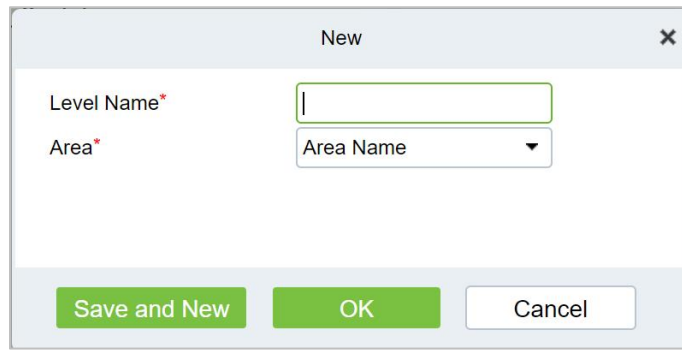 New
Level Name*
Area*
Area Name
Save and New
OK
Cancel